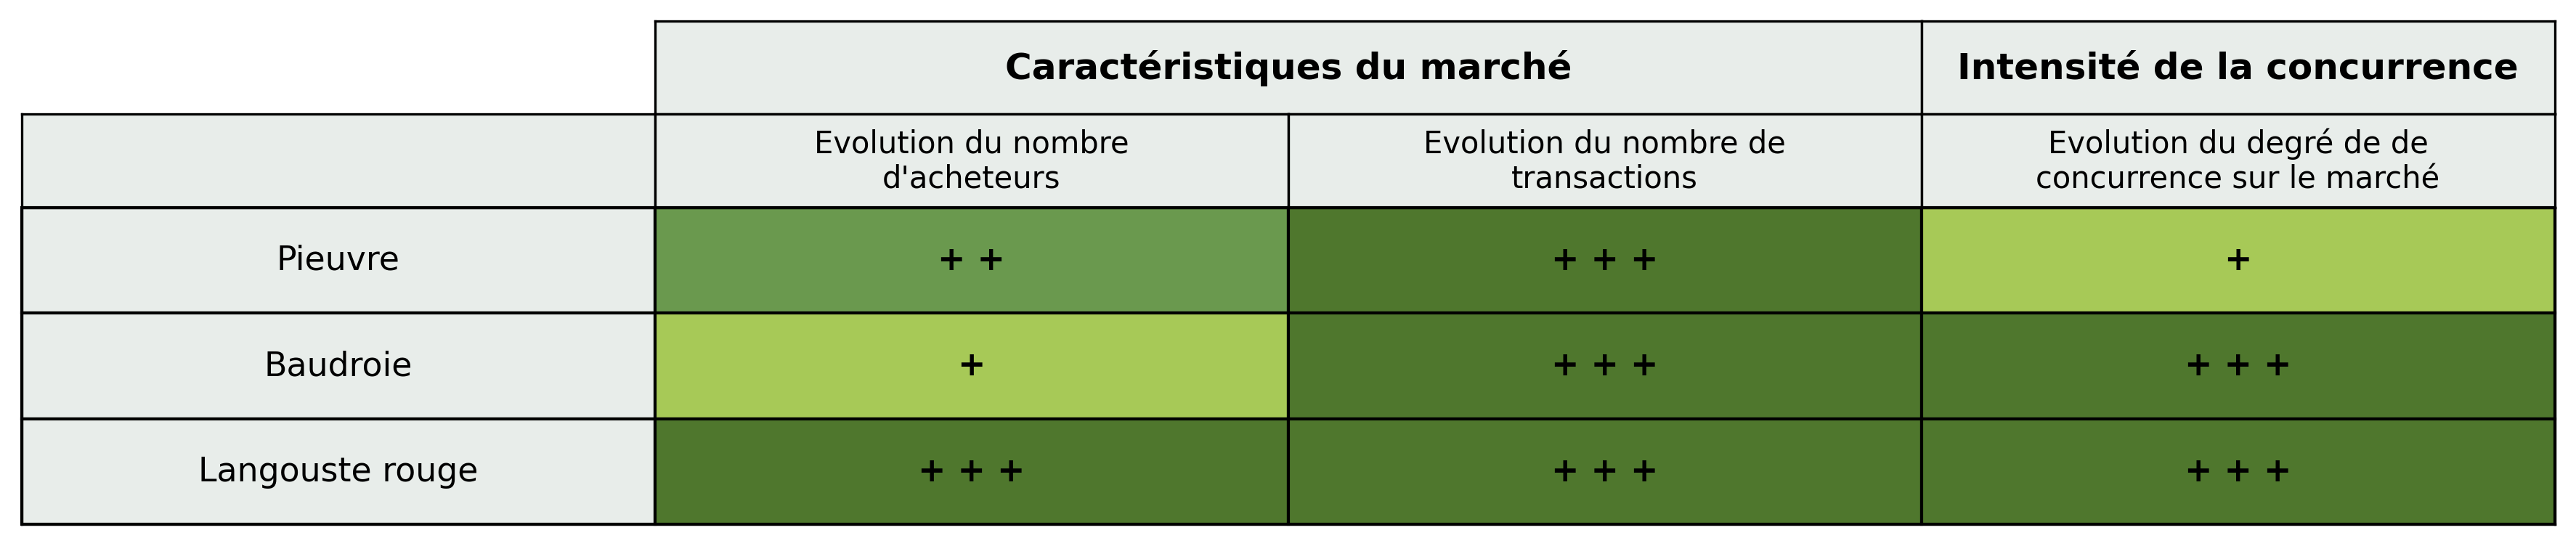 Caractéristiques du marché
Intensité de la concurrence
Evolution du nombre
d'acheteurs
Evolution du nombre de
transactions
Evolution du degré de de
concurrence sur le marché
Pieuvre
+ +
+ + +
+
Baudroie
+
+ + +
+ + +
Langouste rouge
+ + +
+ + +
+ + +